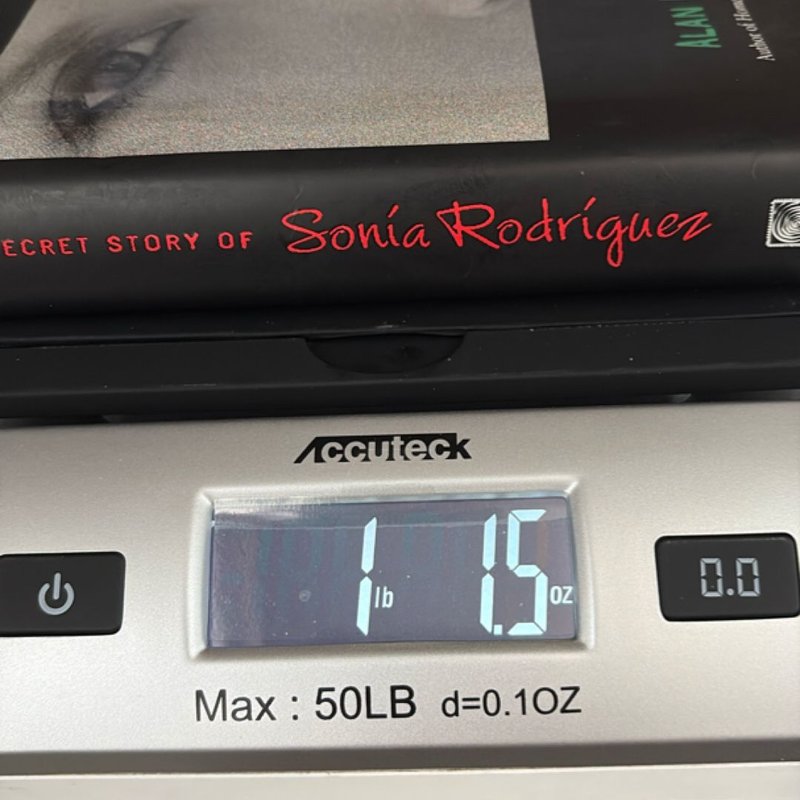 ALAN
Author of
ECRET STORY OF Sonia Rodriguez
Accuteck
1 lb 1.5 oz
0.0
Max : 50LB d=0.1OZ